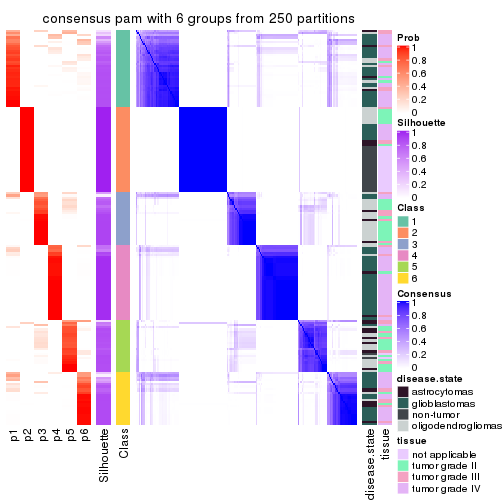 consensus pam with 6 groups from 250 partitions
Prob
1
0.8
0.6
0.4
0.2
0
Silhouette
1
0.8
0.6
0.4
0.2
0
Class
1
2
3
4
5
6
Consensus
1
0.8
0.6
0.4
0.2
0
disease.state
astrocytomas
glioblastomas
non-tumor
oligodendrogliomas
tissue
not applicable
tumor grade II
tumor grade III
tumor grade IV
p1
p2
p3
p4
p5
p6
Silhouette
Class
disease.state
tissue